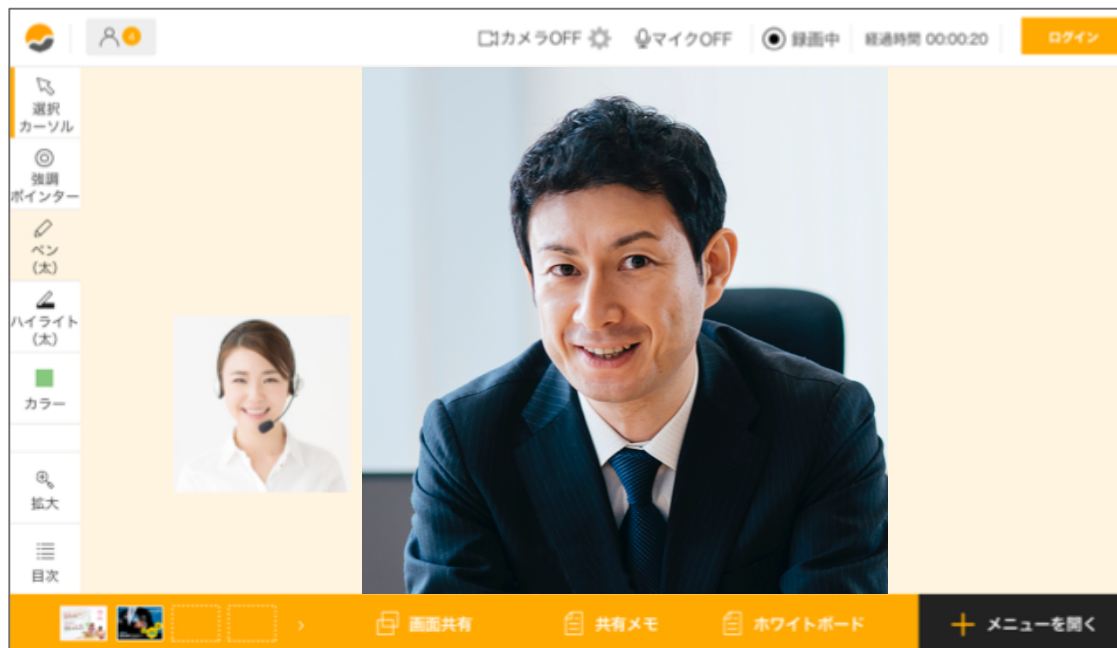 4
カメラOFF
マイクOFF
録画中
経過時間 00:00:20
ログイン
選択
カーソル
強調
ポインター
ペン
(太)
ハイライト
(太)
カラー
拡大
目次
画面共有
共有メモ
ホワイトボード
メニューを開く